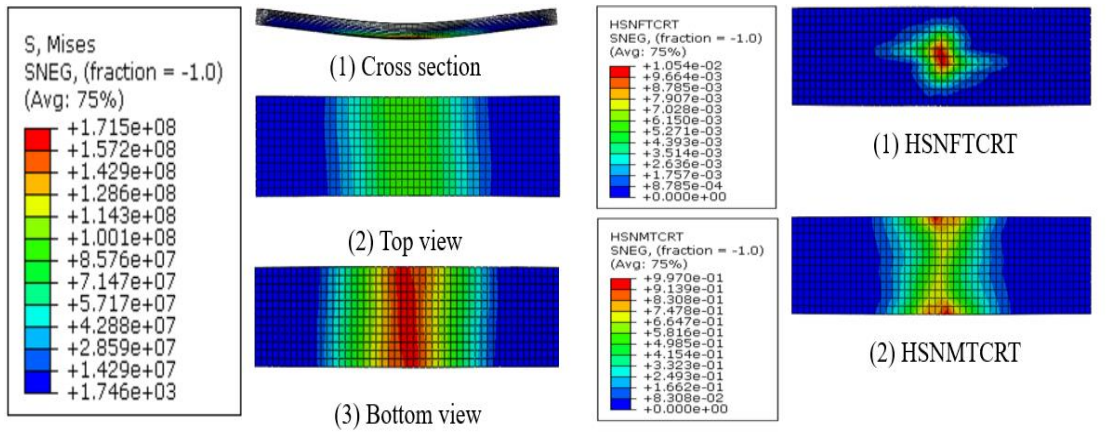 S, Mises
SNEG, (fraction = -1.0)
(Avg: 75%)
+1.715e+08
+1.572e+08
+1.429e+08
+1.286e+08
+1.143e+08
+1.001e+08
+8.576e+07
+7.147e+07
+5.717e+07
+4.288e+07
+2.859e+07
+1.429e+07
+1.746e+03
(1) Cross section
(2) Top view
(3) Bottom view
HSNFTCRT
SNEG, (fraction = -1.0)
(Avg: 75%)
+1.054e-02
+9.664e-03
+8.785e-03
+7.907e-03
+7.028e-03
+6.150e-03
+5.271e-03
+4.393e-03
+3.514e-03
+2.636e-03
+1.757e-03
+8.785e-04
+0.000e+00
(1) HSNFTCRT
HSNMTCRT
SNEG, (fraction = -1.0)
(Avg: 75%)
+9.970e-01
+9.139e-01
+8.308e-01
+7.478e-01
+6.647e-01
+5.816e-01
+4.985e-01
+4.154e-01
+3.323e-01
+2.493e-01
+1.662e-01
+8.308e-02
+0.000e+00
(2) HSNMTCRT